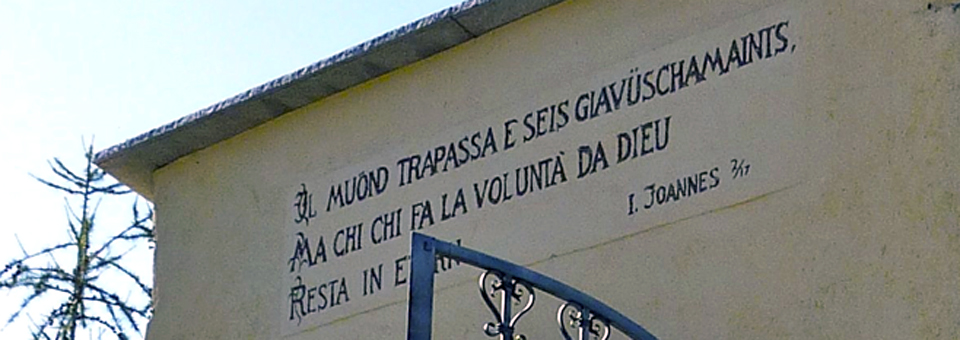 IL MUOND TRAPASSA E SEIS GIAVÜSCHAMAINTS,
MA CHI CHI FA LA VOLUNTÀ DA DIEU
RESTA IN
I. JOANNES 2/17